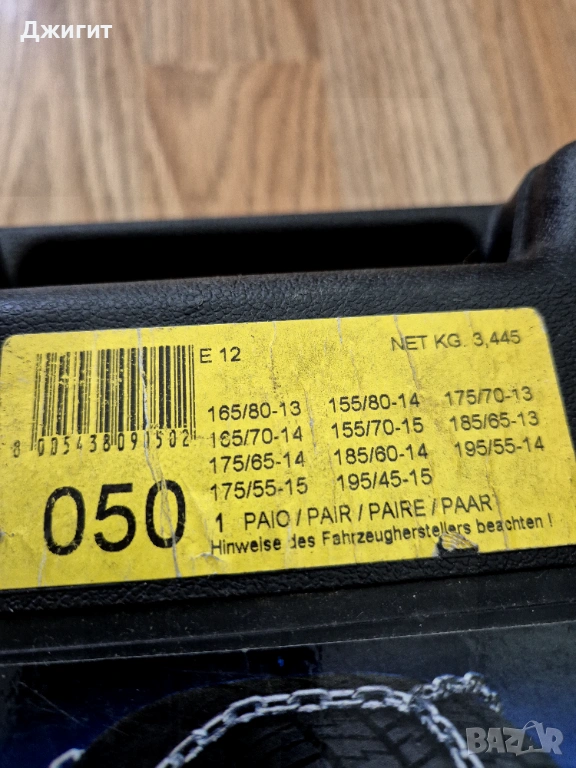 Джигит
E 12
NET KG. 3,445
165/80-13 155/80-14 175/70-13
165/70-14 155/70-15 185/65-13
175/65-14 185/60-14 195/55-14
175/55-15 195/45-15
8 005438 090502
050
1 PAIO / PAIR / PAIRE / PAAR
Hinweise des Fahrzeugherstellers beachten !
BAZAR